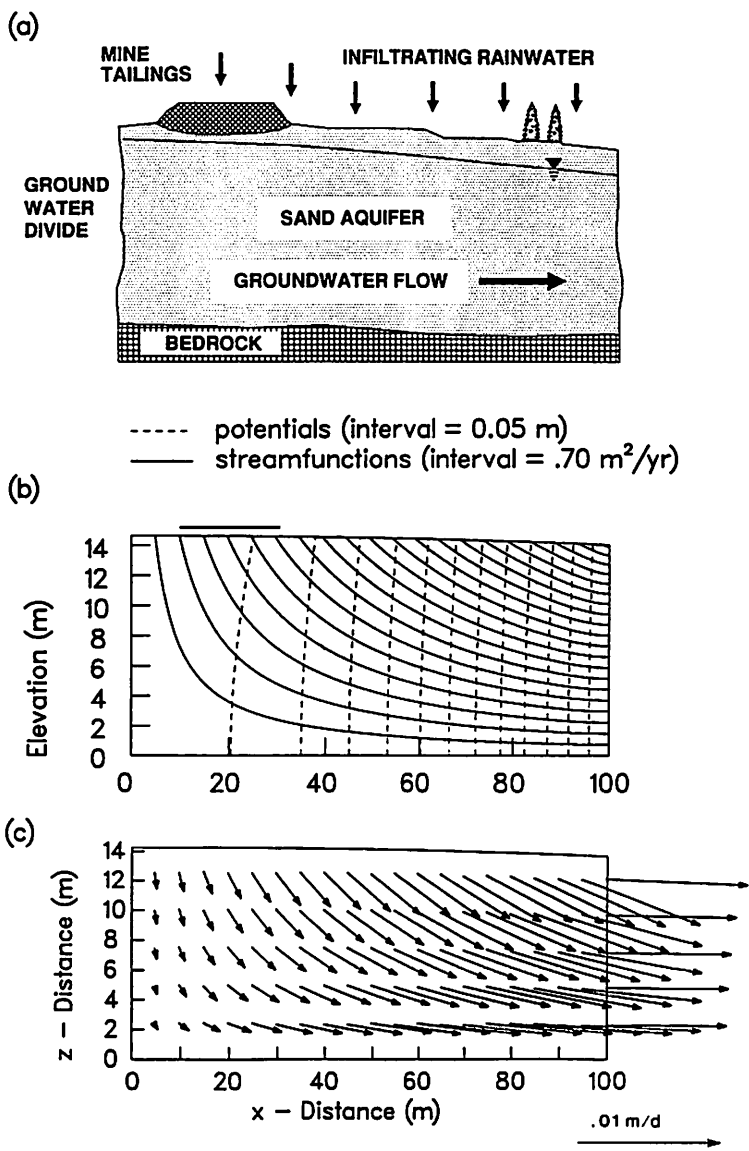 (a)
MINE
TAILINGS
INFILTRATING RAINWATER
GROUND
WATER
DIVIDE
SAND AQUIFER
GROUNDWATER FLOW
BEDROCK
potentials (interval = 0.05 m)
streamfunctions (interval = .70 m²/yr)
(b)
Elevation (m)
14
12
10
8
6
4
2
0
0 20 40 60 80 100
(c)
z – Distance (m)
14
12
10
8
6
4
2
0
0 20 40 60 80 100
x – Distance (m)
.01 m/d